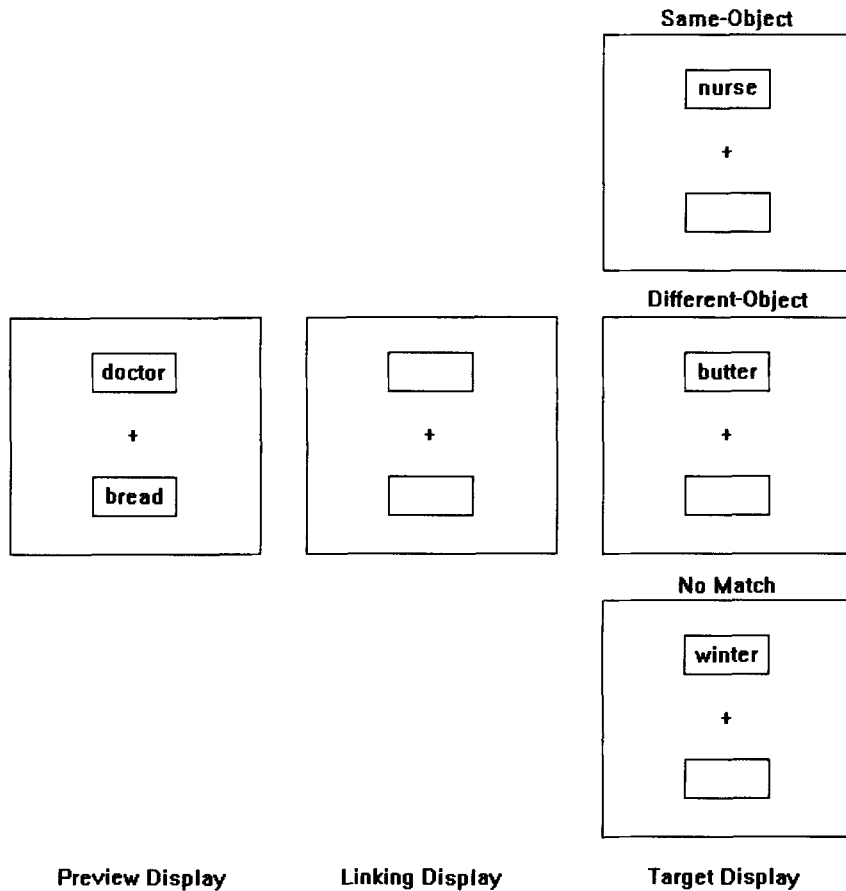 Same-Object
nurse
+
Different-Object
doctor
+
bread
+
butter
+
No Match
winter
+
Preview Display Linking Display Target Display